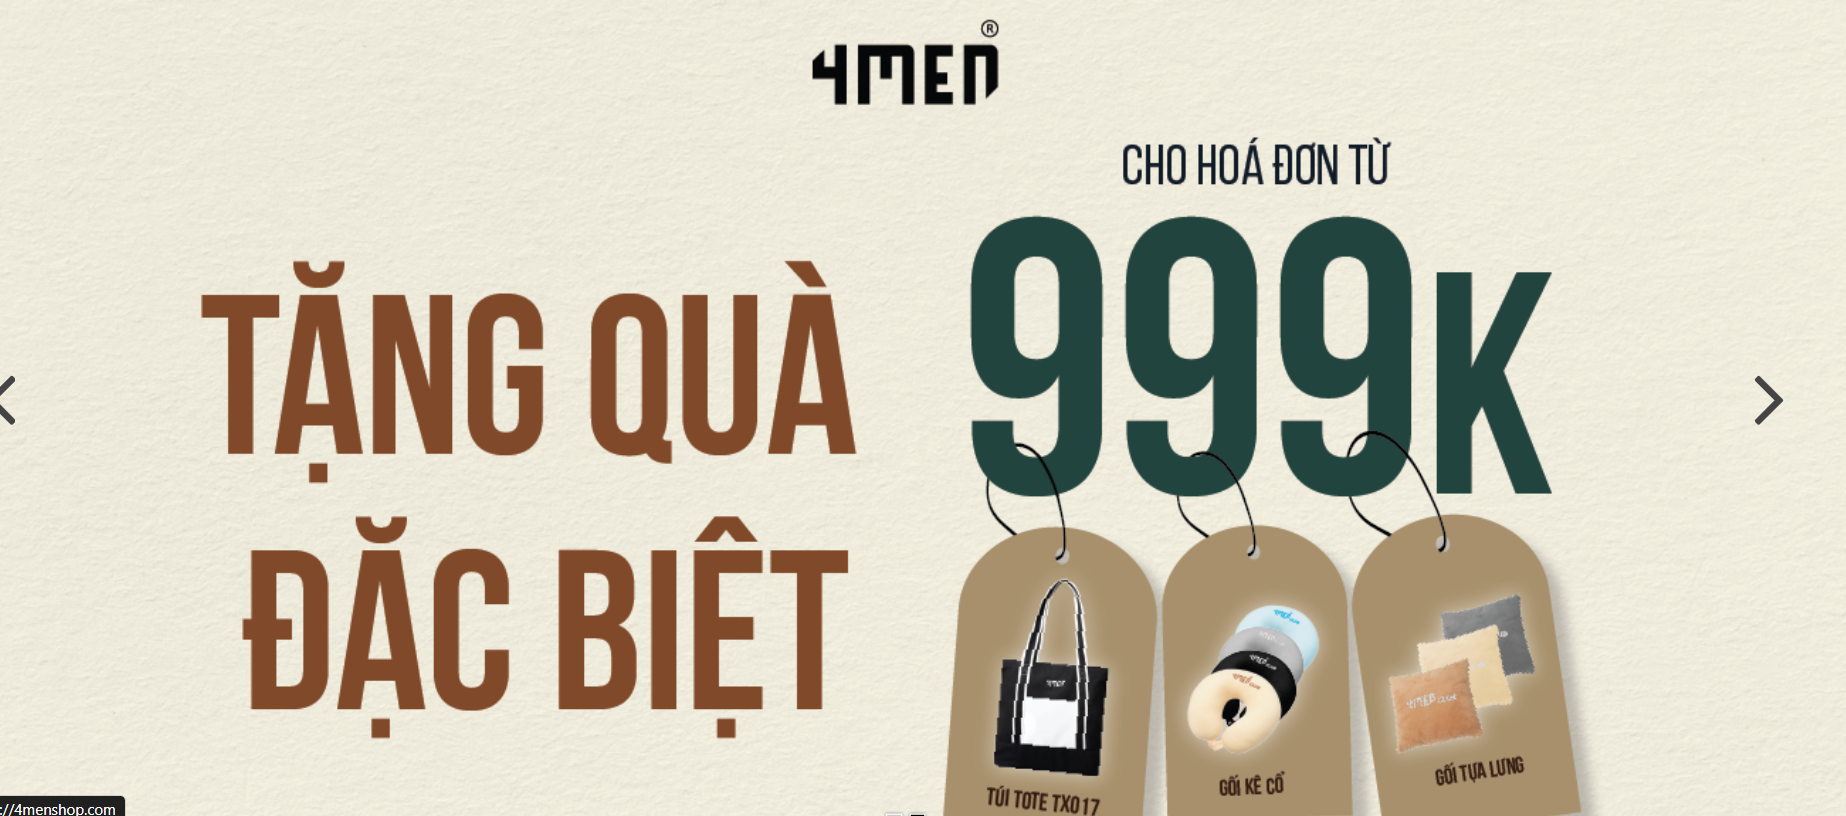 4MEN®
CHO HOÁ ĐƠN TỪ
999K
TẶNG QUÀ
ĐẶC BIỆT
4MEN
TÚI TOTE TX017
GỐI KÊ CỔ
GỐI TỰA LƯNG
://4menshop.com